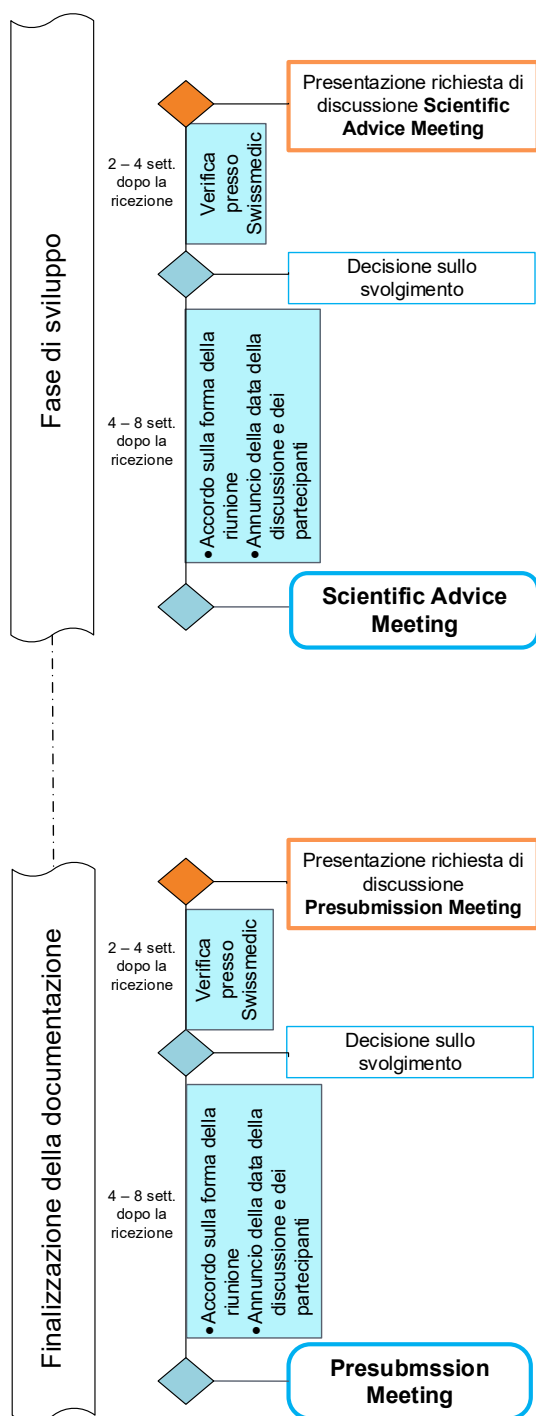 Fase di sviluppo
Presentazione richiesta di
discussione Scientific
Advice Meeting
2 – 4 sett.
dopo la
ricezione
Verifica
presso
Swissmedic
Decisione sullo
svolgimento
4 – 8 sett.
dopo la
ricezione
• Accordo sulla forma della
riunione
• Annuncio della data della
discussione e dei
partecipanti
Scientific Advice
Meeting
Finalizzazione della documentazione
Presentazione richiesta di
discussione
Presubmission Meeting
2 – 4 sett.
dopo la
ricezione
Verifica
presso
Swissmedic
Decisione sullo
svolgimento
4 – 8 sett.
dopo la
ricezione
• Accordo sulla forma della
riunione
• Annuncio della data della
discussione e dei
partecipanti
Presubmssion
Meeting